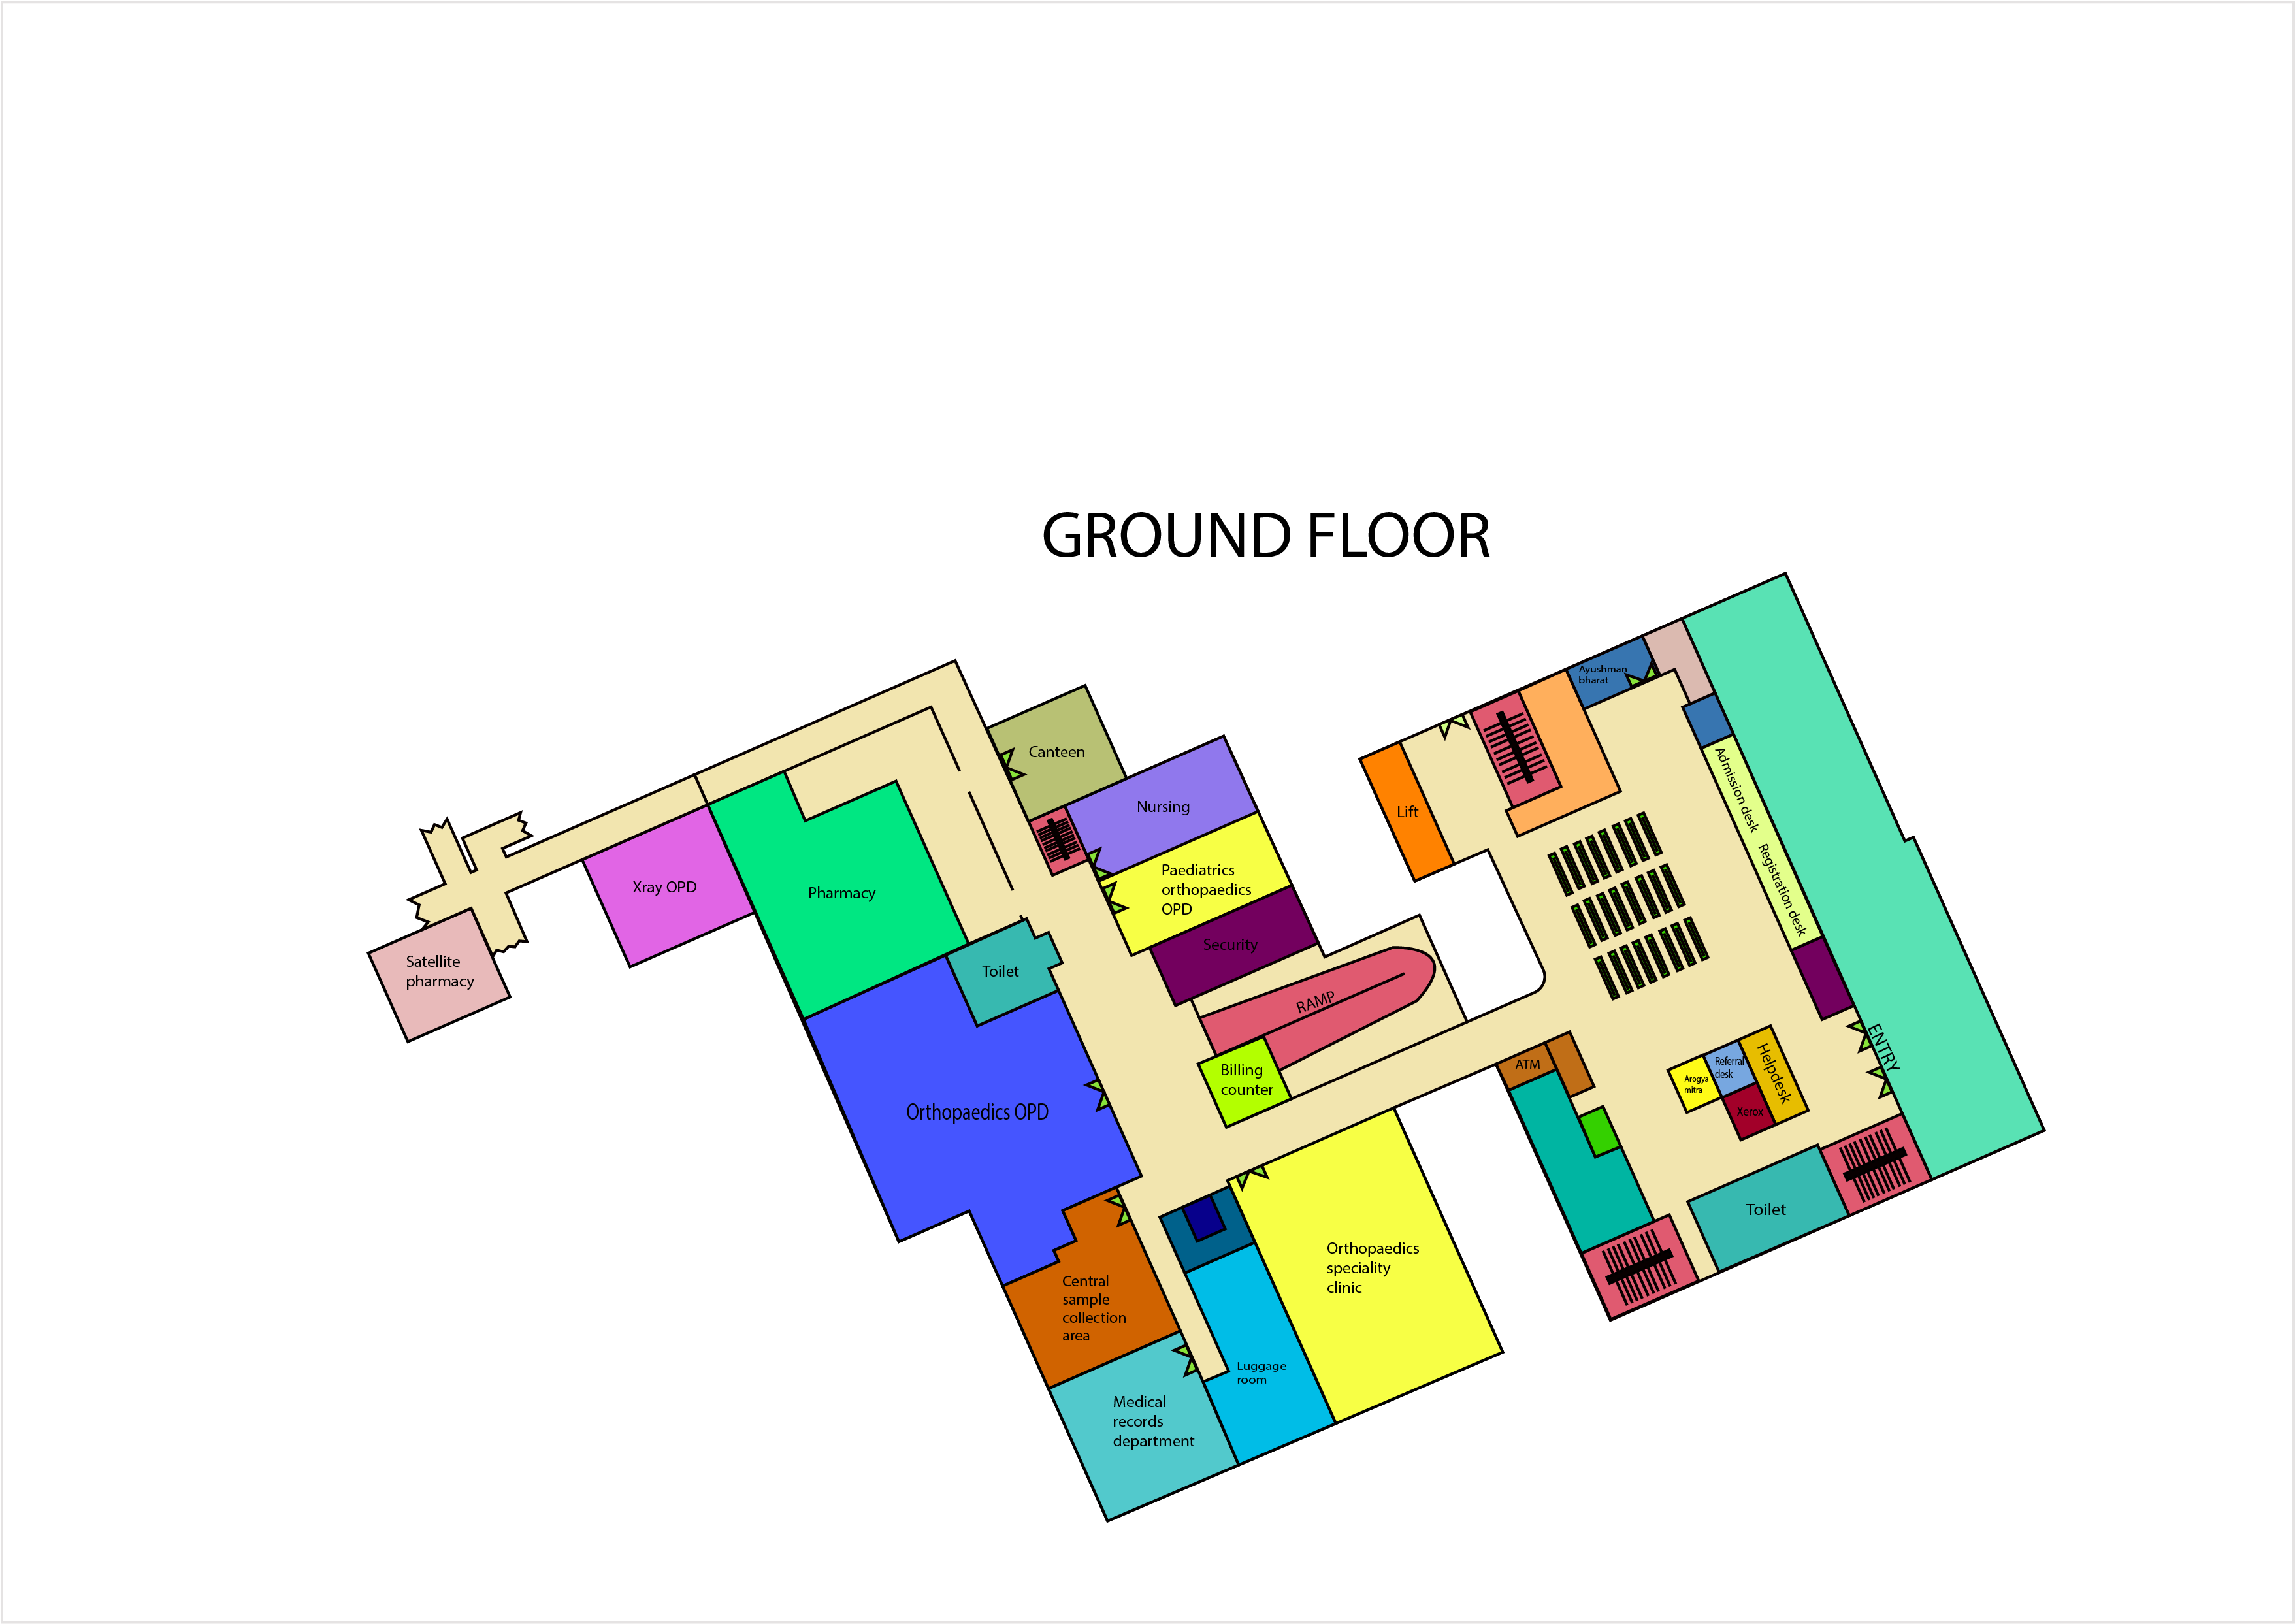 GROUND FLOOR
Ayushman
bharat
Canteen
Admission desk
Nursing
Lift
Registration desk
Xray OPD
Pharmacy
Paediatrics
orthopaedics
OPD
Security
Satellite
pharmacy
Toilet
RAMP
ENTRY
Billing
counter
ATM
Referral
desk
Helpdesk
Arogya
mitra
Xerox
Orthopaedics OPD
Toilet
Orthopaedics
speciality
clinic
Central
sample
collection
area
Luggage
room
Medical
records
department